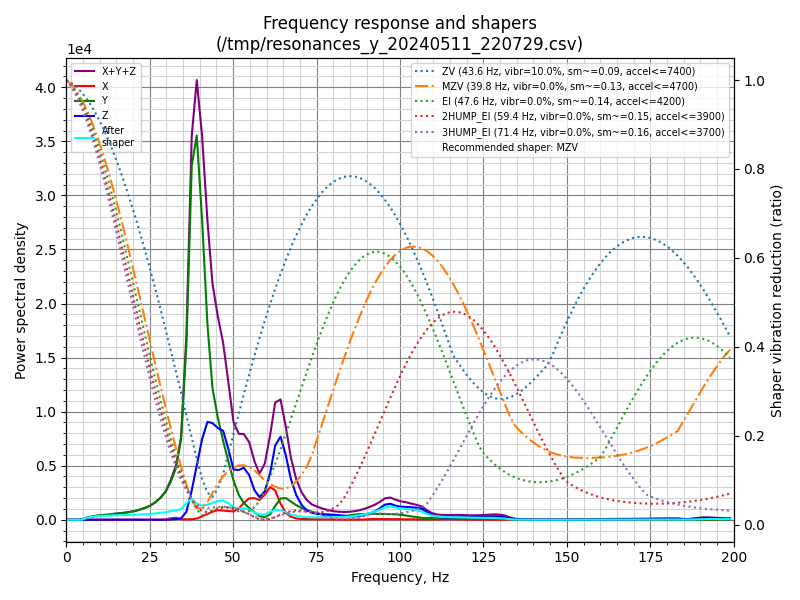 Frequency response and shapers
(/tmp/resonances_y_20240511_220729.csv)
1e4
X+Y+Z
X
Y
Z
After
shaper
ZV (43.6 Hz, vibr=10.0%, sm~=0.09, accel<=7400)
MZV (39.8 Hz, vibr=0.0%, sm~=0.13, accel<=4700)
EI (47.6 Hz, vibr=0.0%, sm~=0.14, accel<=4200)
2HUMP_EI (59.4 Hz, vibr=0.0%, sm~=0.15, accel<=3900)
3HUMP_EI (71.4 Hz, vibr=0.0%, sm~=0.16, accel<=3700)
Recommended shaper: MZV
Power spectral density
4.0
3.5
3.0
2.5
2.0
1.5
1.0
0.5
0.0
1.0
0.8
0.6
0.4
0.2
0.0
Shaper vibration reduction (ratio)
0 25 50 75 100 125 150 175 200
Frequency, Hz